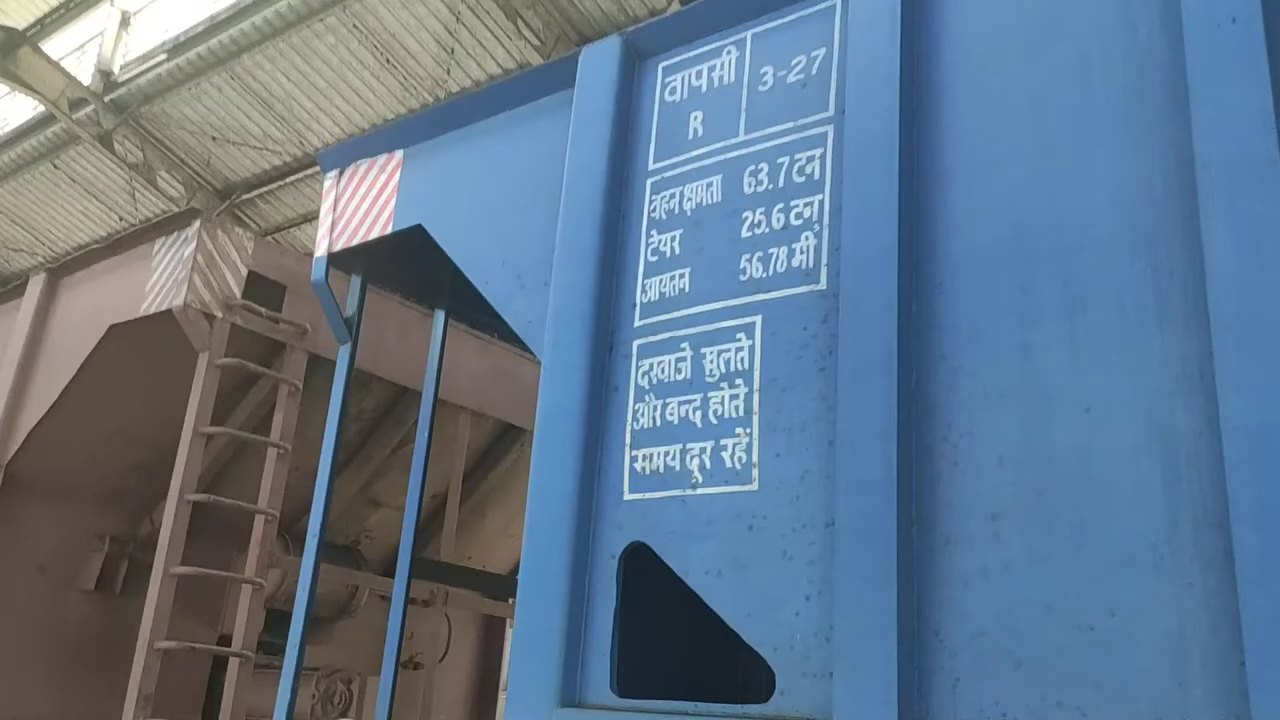 वापसी 3-27
R
वहन क्षमता 63.7 टन
टेयर 25.6 टन
आयतन 56.78 मी
दरवाजे खुलते
और बन्द होते
समय दूर रहें